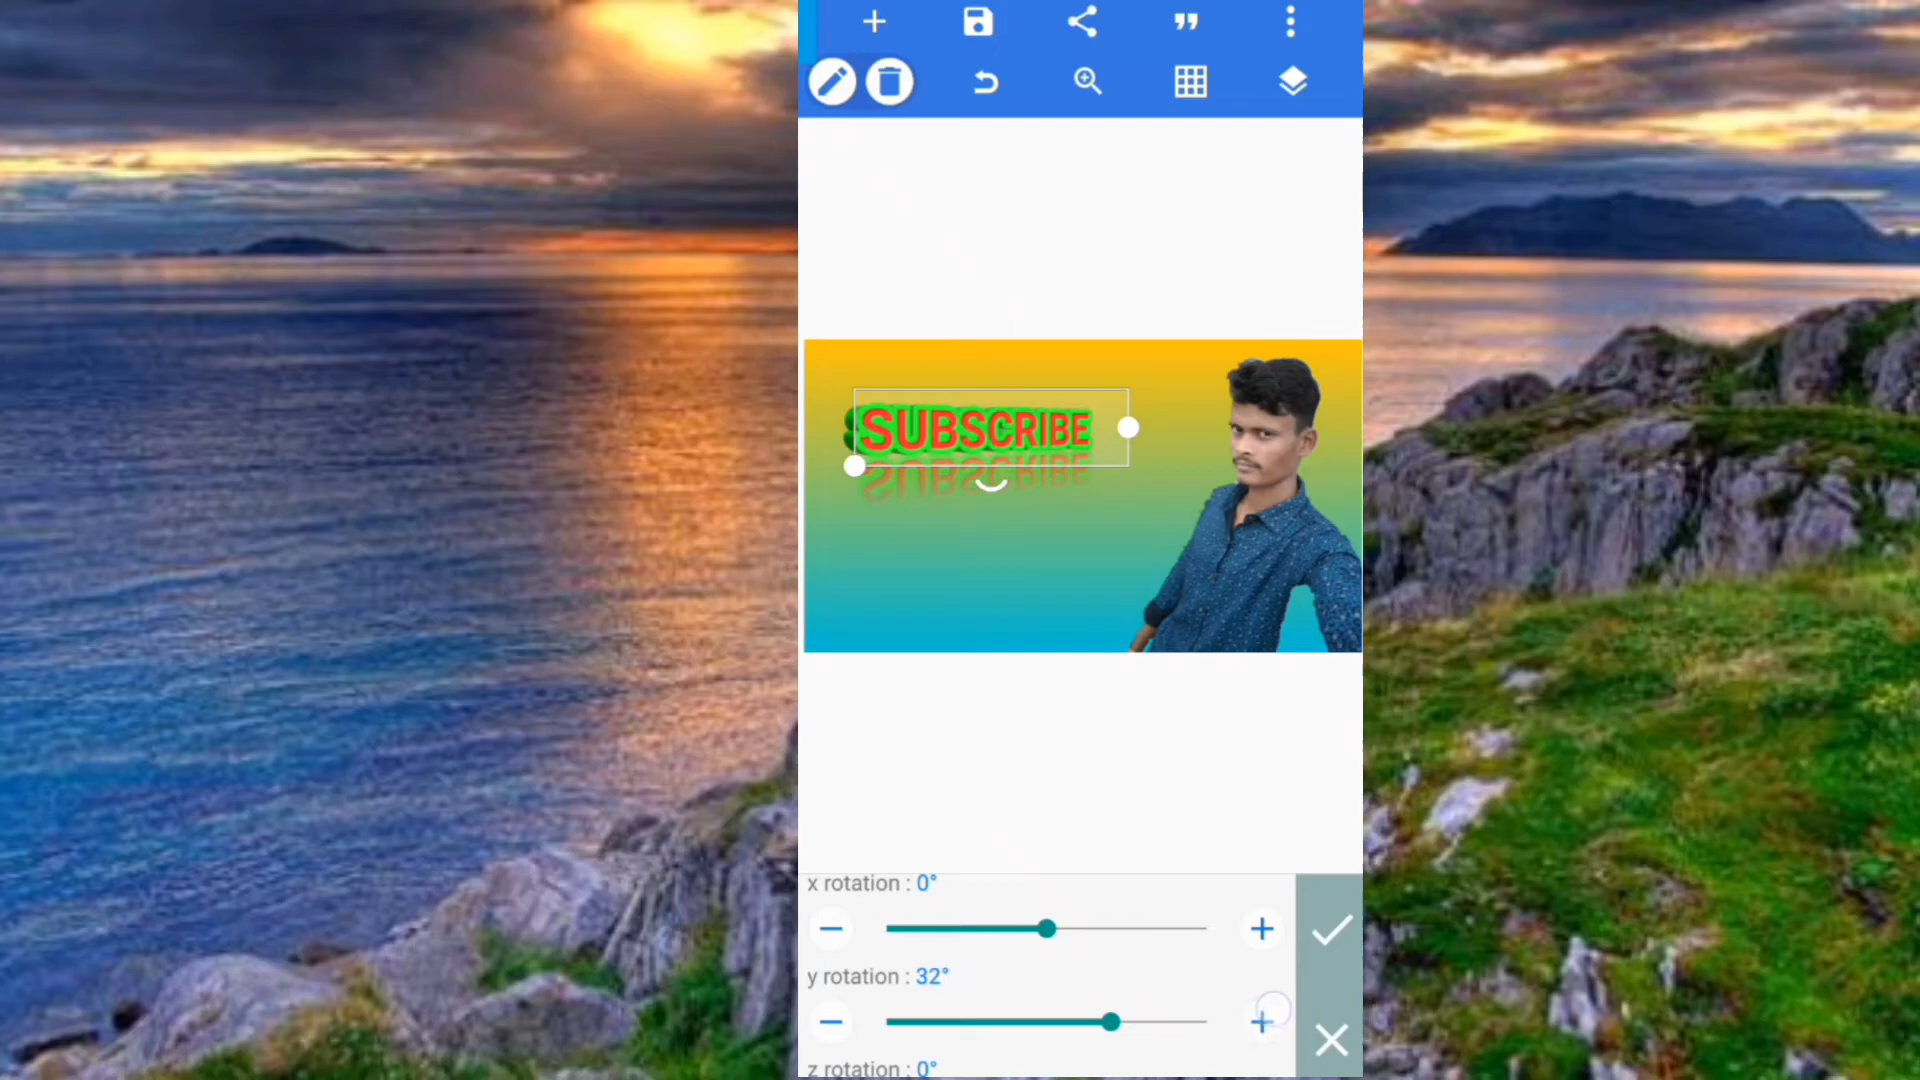 SUBSCRIBE
x rotation : 0°
y rotation : 32°
z rotation : 0°